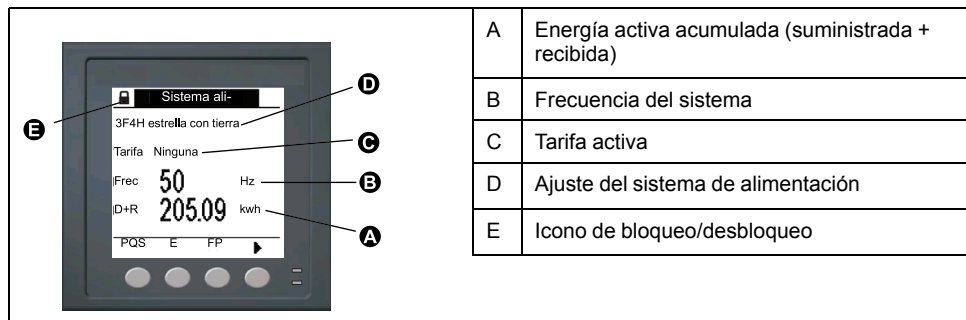 Sistema ali-
3F4H estrella con tierra
Tarifa Ninguna
Frec 50 Hz
D+R 205.09 kwh
PQS E FP
E
D
C
B
A
A Energía activa acumulada (suministrada +
recibida)
B Frecuencia del sistema
C Tarifa activa
D Ajuste del sistema de alimentación
E Icono de bloqueo/desbloqueo